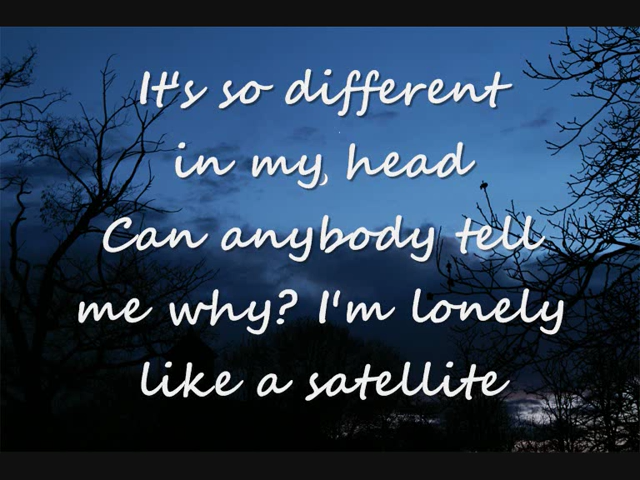 It's so different
in my head
Can anybody tell
me why? I'm lonely
like a satellite